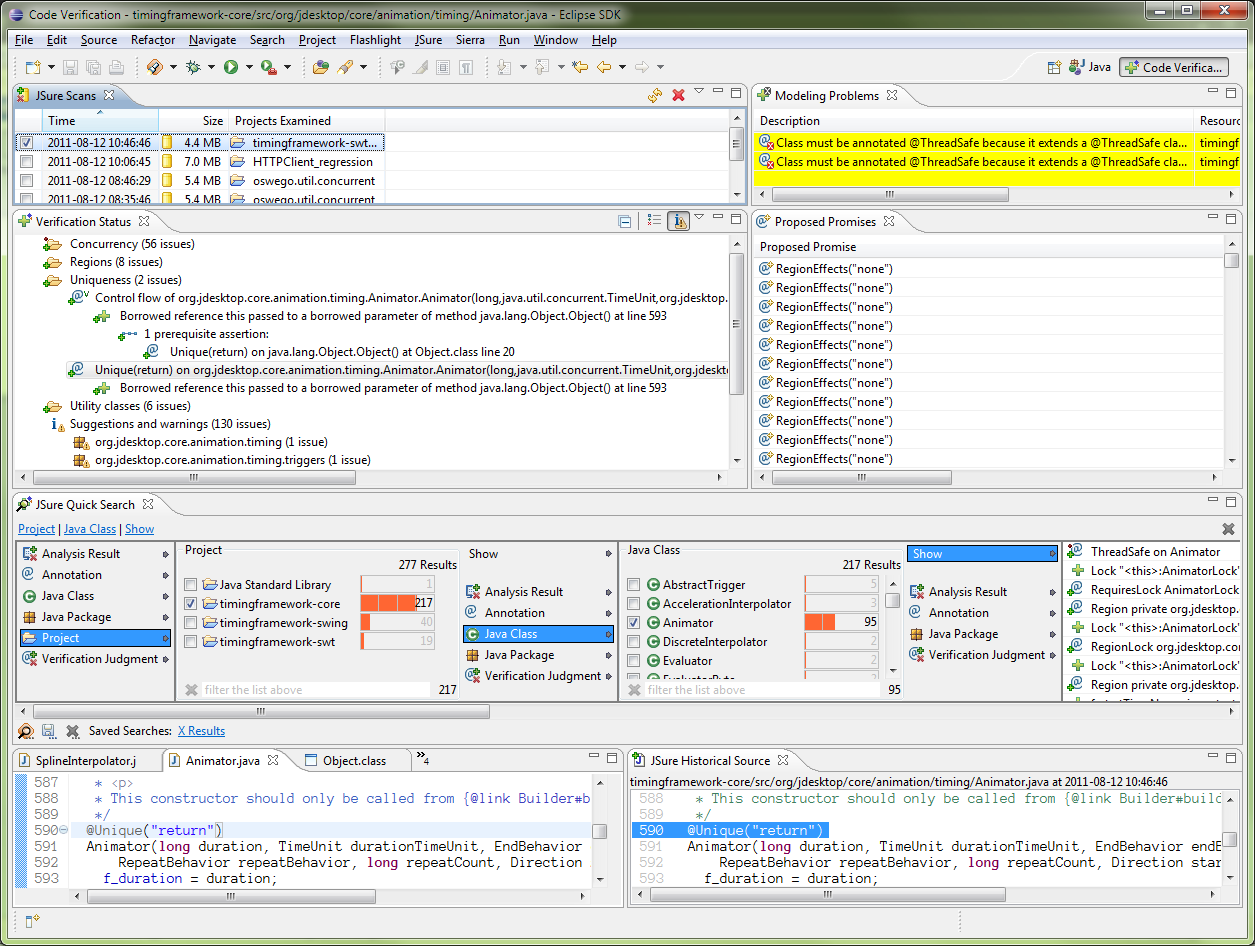 Code Verification - timingframework-core/src/org/jdesktop/core/animation/timing/Animator.java - Eclipse SDK
File Edit Source Refactor Navigate Search Project Flashlight JSure Sierra Run Window Help
Java Code Verifica...
JSure Scans
Time Size Projects Examined
2011-08-12 10:46:46 4.4 MB timingframework-swt...
2011-08-12 10:06:45 7.0 MB HTTPClient_regression
2011-08-12 08:46:29 5.4 MB oswego.util.concurrent
2011-08-12 08:35:46 5.4 MB oswego.util.concurrent
Modeling Problems
Description Resourc
Class must be annotated @ThreadSafe because it extends a @ThreadSafe cla... timingf
Class must be annotated @ThreadSafe because it extends a @ThreadSafe cla... timingf
Verification Status
Concurrency (56 issues)
Regions (8 issues)
Uniqueness (2 issues)
Control flow of org.jdesktop.core.animation.timing.Animator.Animator(long,java.util.concurrent.TimeUnit,org.jdesktop.
Borrowed reference this passed to a borrowed parameter of method java.lang.Object.Object() at line 593
1 prerequisite assertion:
Unique(return) on java.lang.Object.Object() at Object.class line 20
Unique(return) on org.jdesktop.core.animation.timing.Animator.Animator(long,java.util.concurrent.TimeUnit,org.jdeskt
Borrowed reference this passed to a borrowed parameter of method java.lang.Object.Object() at line 593
Utility classes (6 issues)
Suggestions and warnings (130 issues)
org.jdesktop.core.animation.timing (1 issue)
org.jdesktop.core.animation.timing.triggers (1 issue)
Proposed Promises
Proposed Promise
RegionEffects("none")
RegionEffects("none")
RegionEffects("none")
RegionEffects("none")
RegionEffects("none")
RegionEffects("none")
RegionEffects("none")
RegionEffects("none")
RegionEffects("none")
RegionEffects("none")
RegionEffects("none")
JSure Quick Search
Project | Java Class | Show
Analysis Result
Annotation
Java Class
Java Package
Project
Verification Judgment
Project
277 Results
Java Standard Library 1
timingframework-core 217
timingframework-swing 40
timingframework-swt 19
filter the list above 217
Show
Analysis Result
Annotation
Java Class
Java Package
Verification Judgment
Java Class
217 Results
AbstractTrigger 5
AccelerationInterpolator 3
Animator 95
DiscreteInterpolator 2
Evaluator 2
filter the list above 95
Show
Analysis Result
Annotation
Java Package
Verification Judgment
ThreadSafe on Animator
Lock "<this>:AnimatorLock"
RequiresLock AnimatorLock
Region private org.jdesktop.
Lock "<this>:AnimatorLock"
RegionLock org.jdesktop.cor
Lock "<this>:AnimatorLock"
Region private org.jdesktop.
Saved Searches: X Results
SplineInterpolator.j Animator.java Object.class 4
587 * <p>
588 * This constructor should only be called from {@link Builder#b
589 */
590 @Unique("return")
591 Animator(long duration, TimeUnit durationTimeUnit, EndBehavior
592 RepeatBehavior repeatBehavior, long repeatCount, Direction
593 f_duration = duration;
JSure Historical Source
timingframework-core/src/org/jdesktop/core/animation/timing/Animator.java at 2011-08-12 10:46:46
588 * This constructor should only be called from {@link Builder#build
589 */
590 @Unique("return")
591 Animator(long duration, TimeUnit durationTimeUnit, EndBehavior endB
592 RepeatBehavior repeatBehavior, long repeatCount, Direction star
593 f_duration = duration;